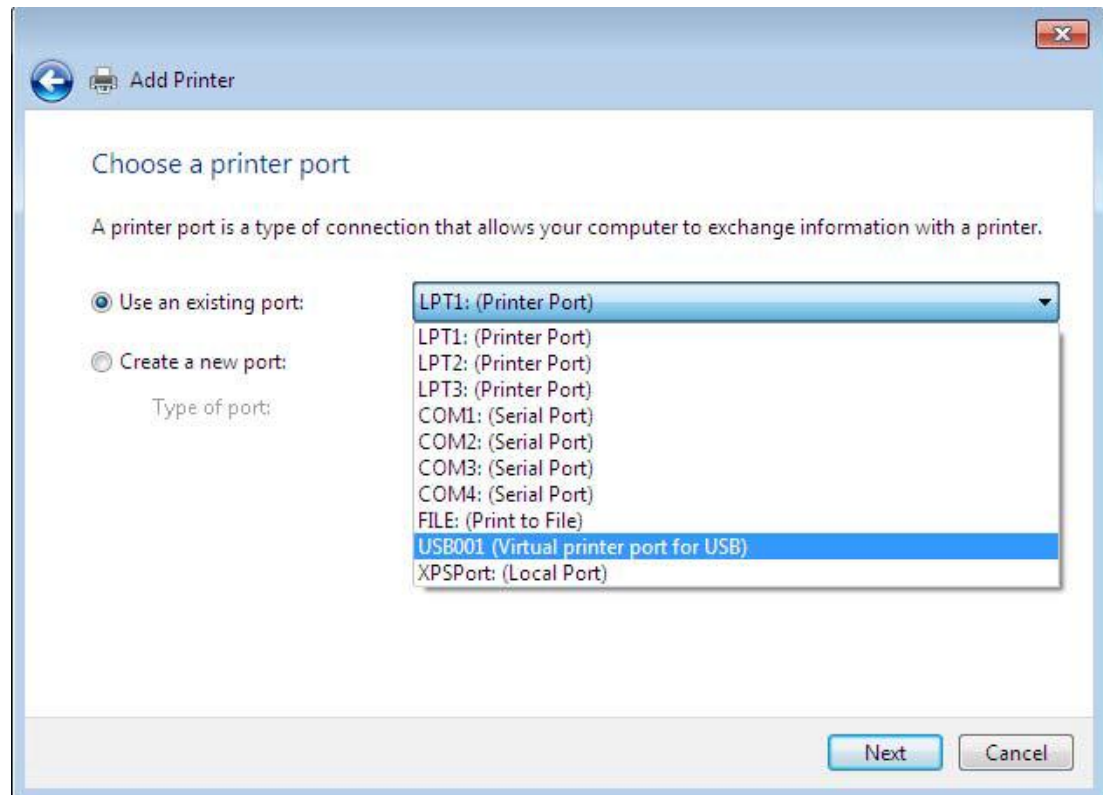 Add Printer
Choose a printer port
A printer port is a type of connection that allows your computer to exchange information with a printer.
Use an existing port:
LPT1: (Printer Port)
LPT1: (Printer Port)
LPT2: (Printer Port)
LPT3: (Printer Port)
COM1: (Serial Port)
COM2: (Serial Port)
COM3: (Serial Port)
COM4: (Serial Port)
FILE: (Print to File)
USB001 (Virtual printer port for USB)
XPSPort: (Local Port)
Create a new port:
Type of port:
Next
Cancel